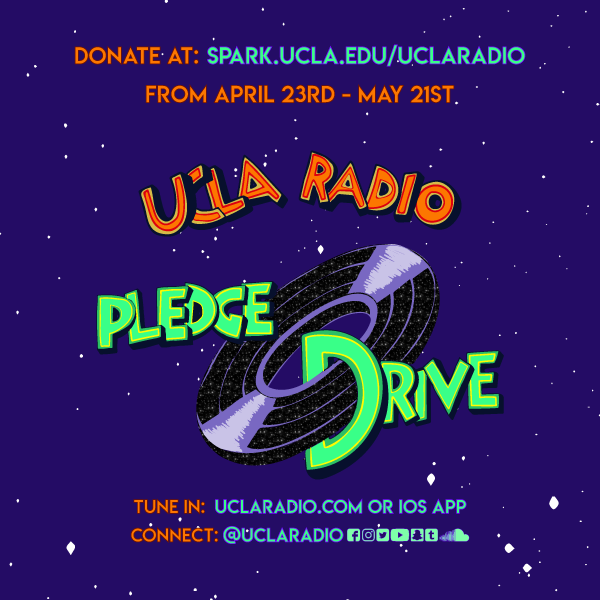 DONATE AT: SPARK.UCLA.EDU/UCLARADIO
FROM APRIL 23RD - MAY 21ST
UCLA RADIO
PLEDGE
DRIVE
TUNE IN: UCLARADIO.COM OR IOS APP
CONNECT: @UCLARADIO